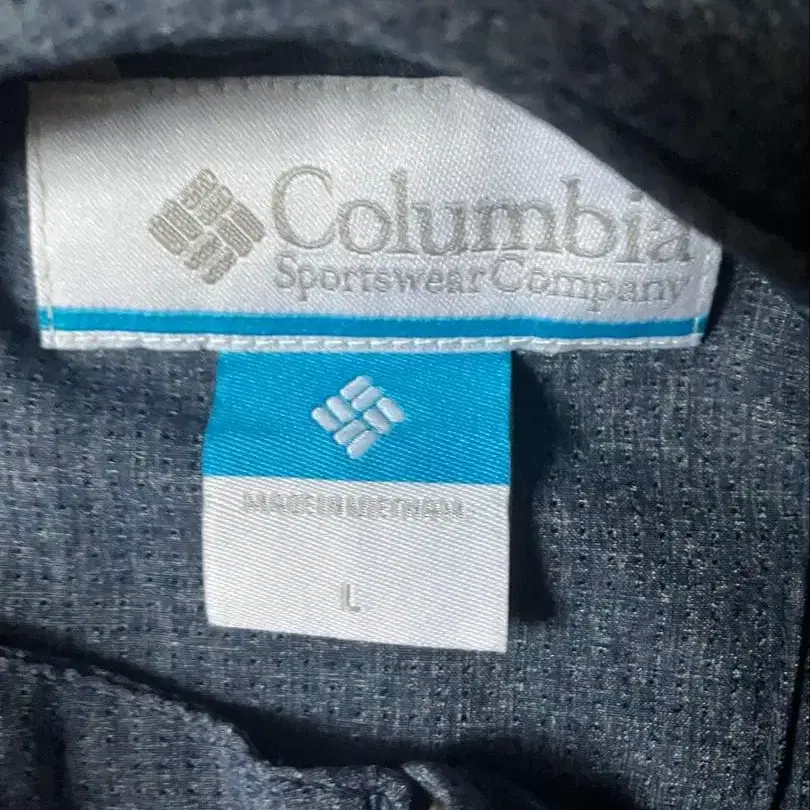 Columbia
Sportswear Company
MADE IN VIETNAM
L